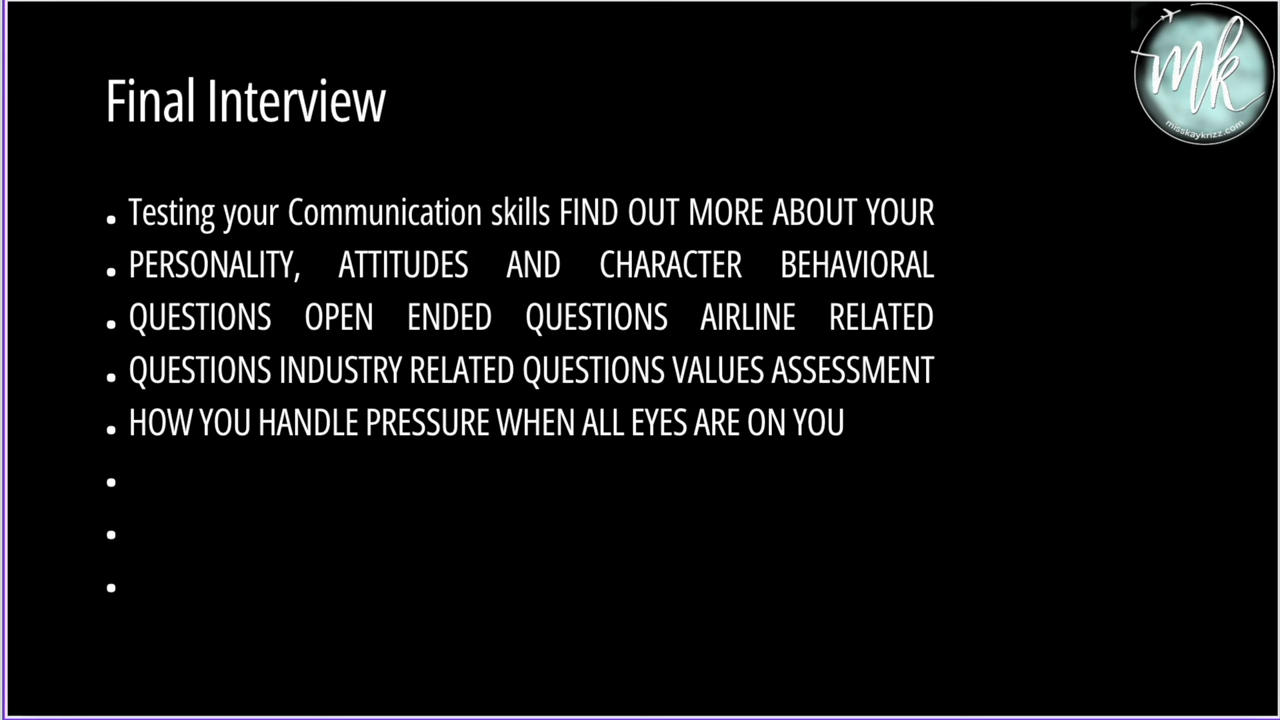 mk
misskaykrizz.com
Final Interview
• Testing your Communication skills FIND OUT MORE ABOUT YOUR
• PERSONALITY, ATTITUDES AND CHARACTER BEHAVIORAL
• QUESTIONS OPEN ENDED QUESTIONS AIRLINE RELATED
• QUESTIONS INDUSTRY RELATED QUESTIONS VALUES ASSESSMENT
• HOW YOU HANDLE PRESSURE WHEN ALL EYES ARE ON YOU
•
•
•